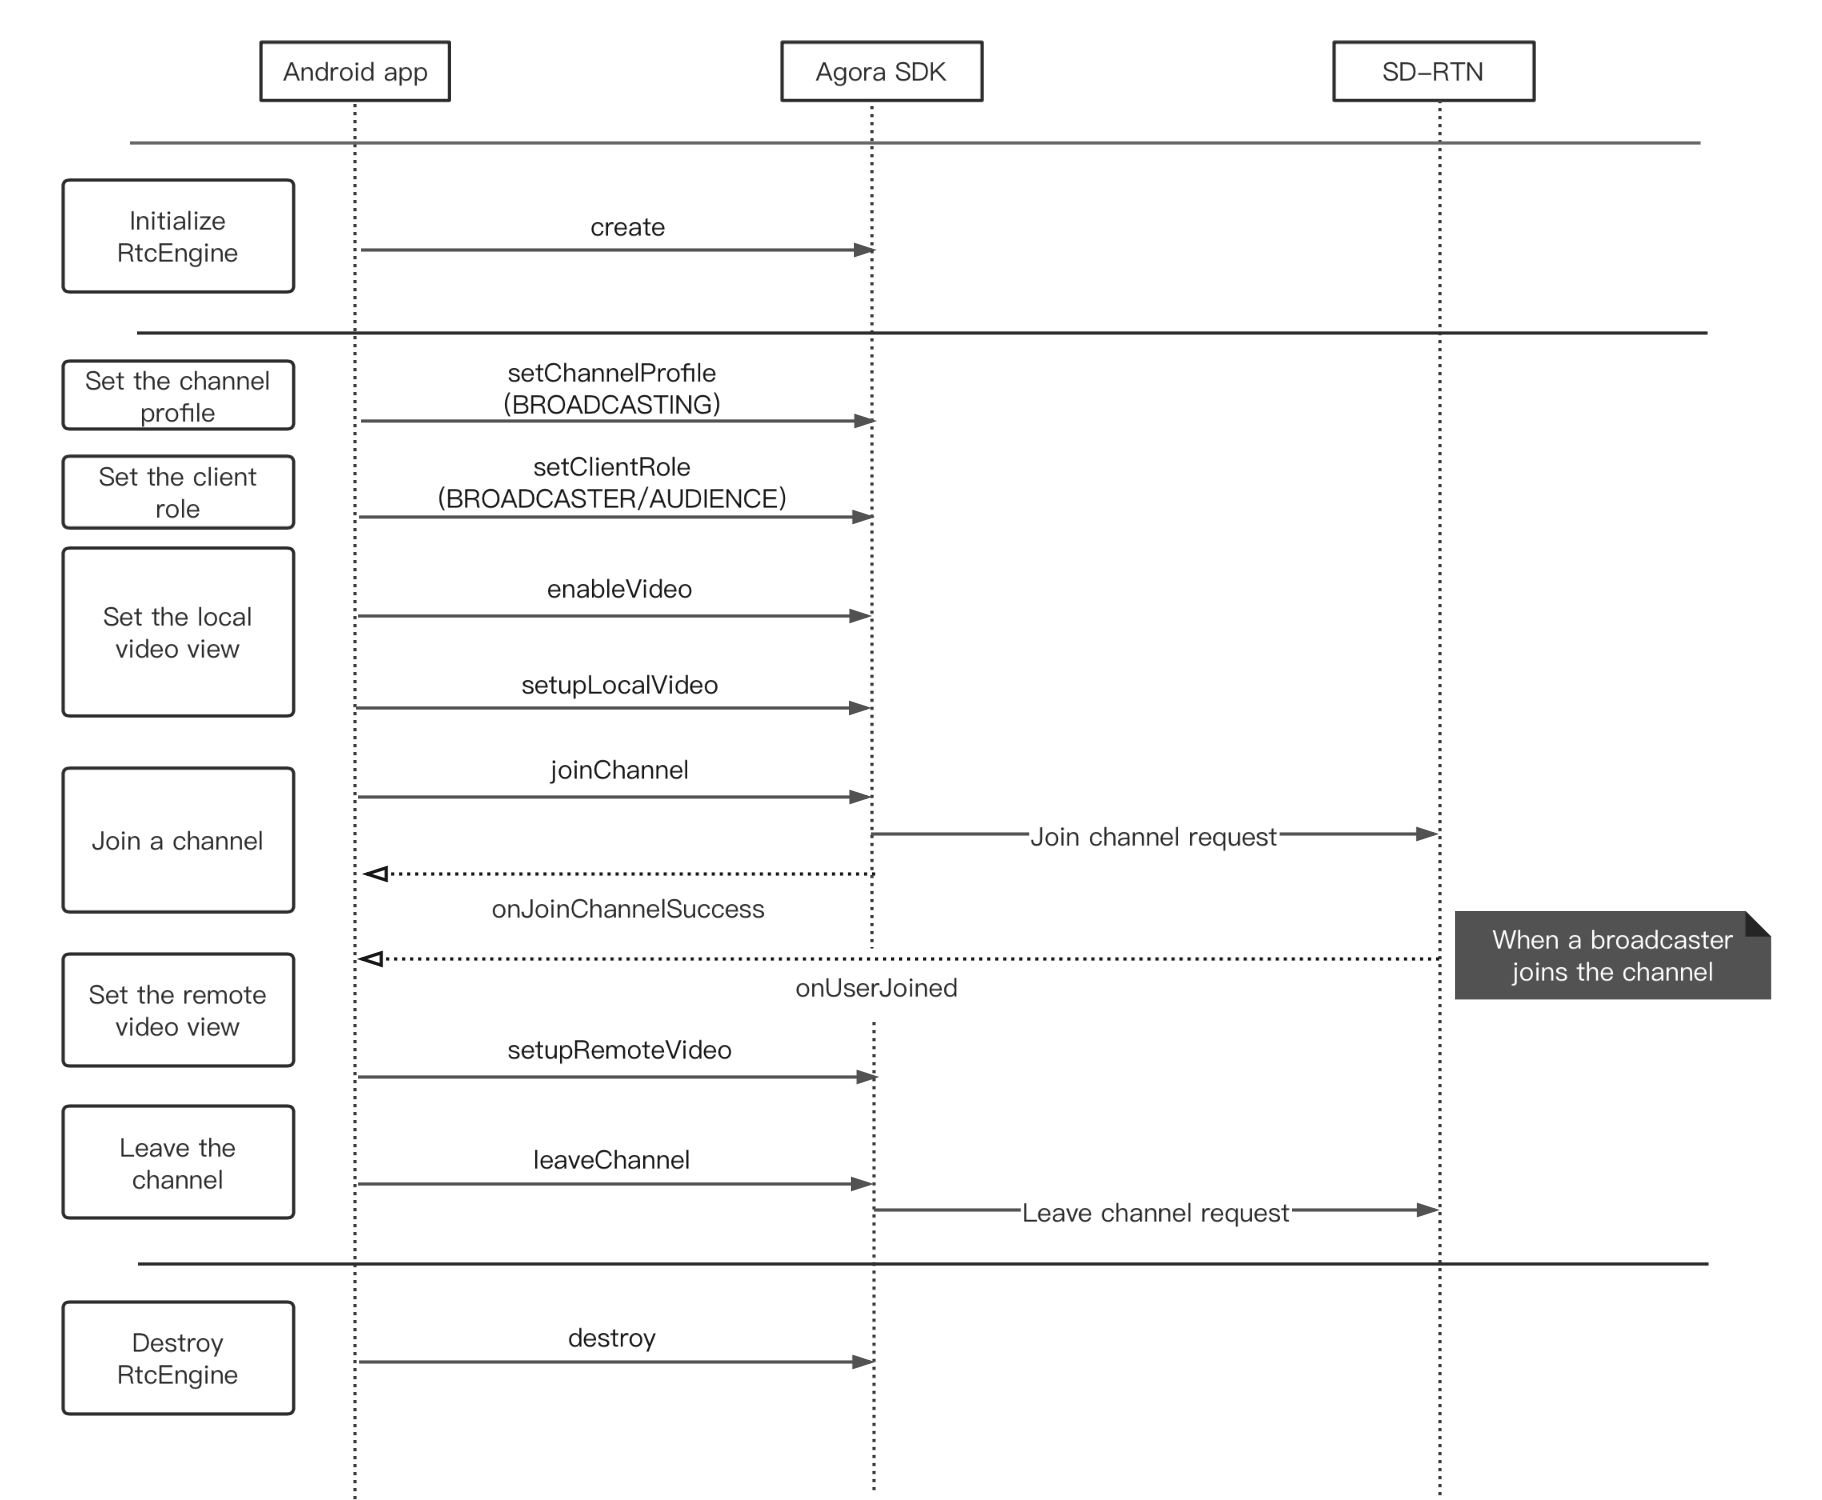 Android app
Agora SDK
SD-RTN
Initialize
RtcEngine
create
Set the channel
profile
setChannelProfile
(BROADCASTING)
Set the client
role
setClientRole
(BROADCASTER/AUDIENCE)
Set the local
video view
enableVideo
setupLocalVideo
Join a channel
joinChannel
Join channel request
onJoinChannelSuccess
When a broadcaster
joins the channel
onUserJoined
Set the remote
video view
setupRemoteVideo
Leave the
channel
leaveChannel
Leave channel request
Destroy
RtcEngine
destroy